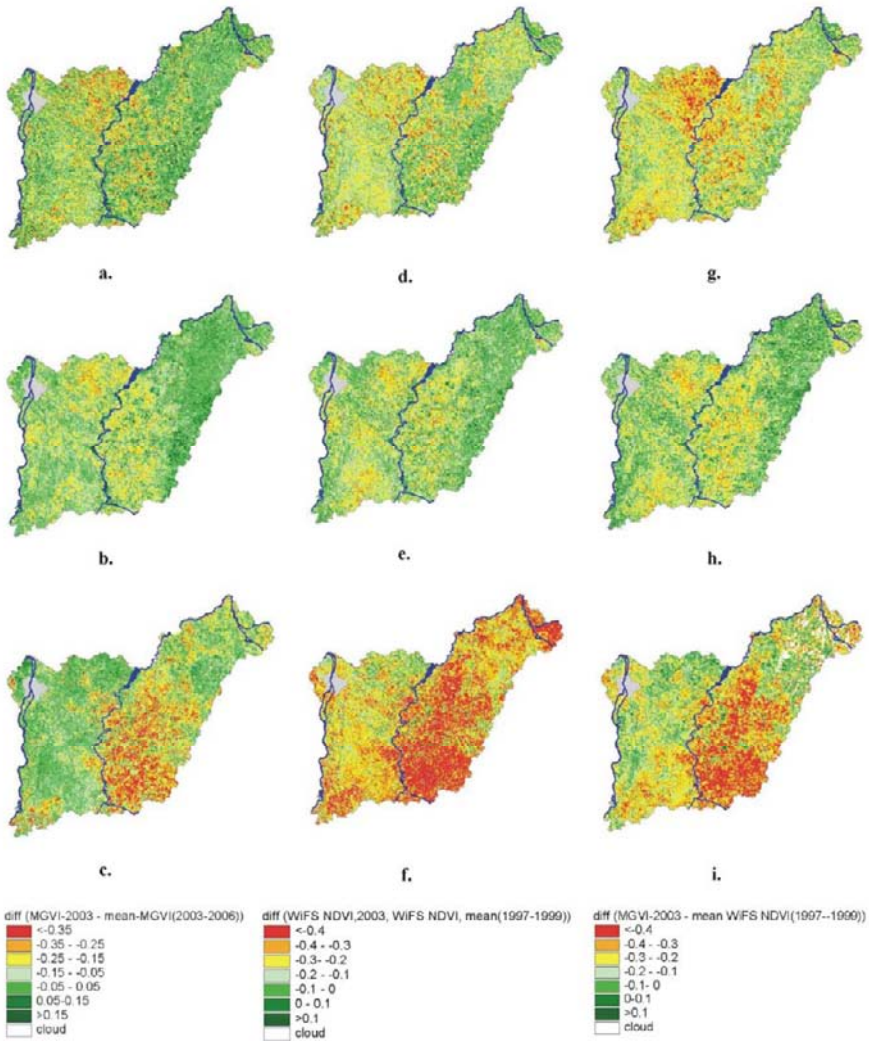 a.
d.
g.
b.
e.
h.
c.
f.
i.
diff (MGVI-2003 - mean-MGVI(2003-2006))
<-0.35
-0.35 - -0.25
-0.25 - -0.15
-0.15 - -0.05
-0.05 - 0.05
0.05-0.15
>0.15
cloud
diff (WiFS NDVI,2003, WiFS NDVI, mean(1997-1999))
<-0.4
-0.4 - -0.3
-0.3- -0.2
-0.2 - -0.1
-0.1 - 0
0 - 0.1
>0.1
cloud
diff (MGVI-2003 - mean WiFS NDVI(1997--1999))
<-0.4
-0.4 - -0.3
-0.3 - -0.2
-0.2 - -0.1
-0.1- 0
0-0.1
>0.1
cloud